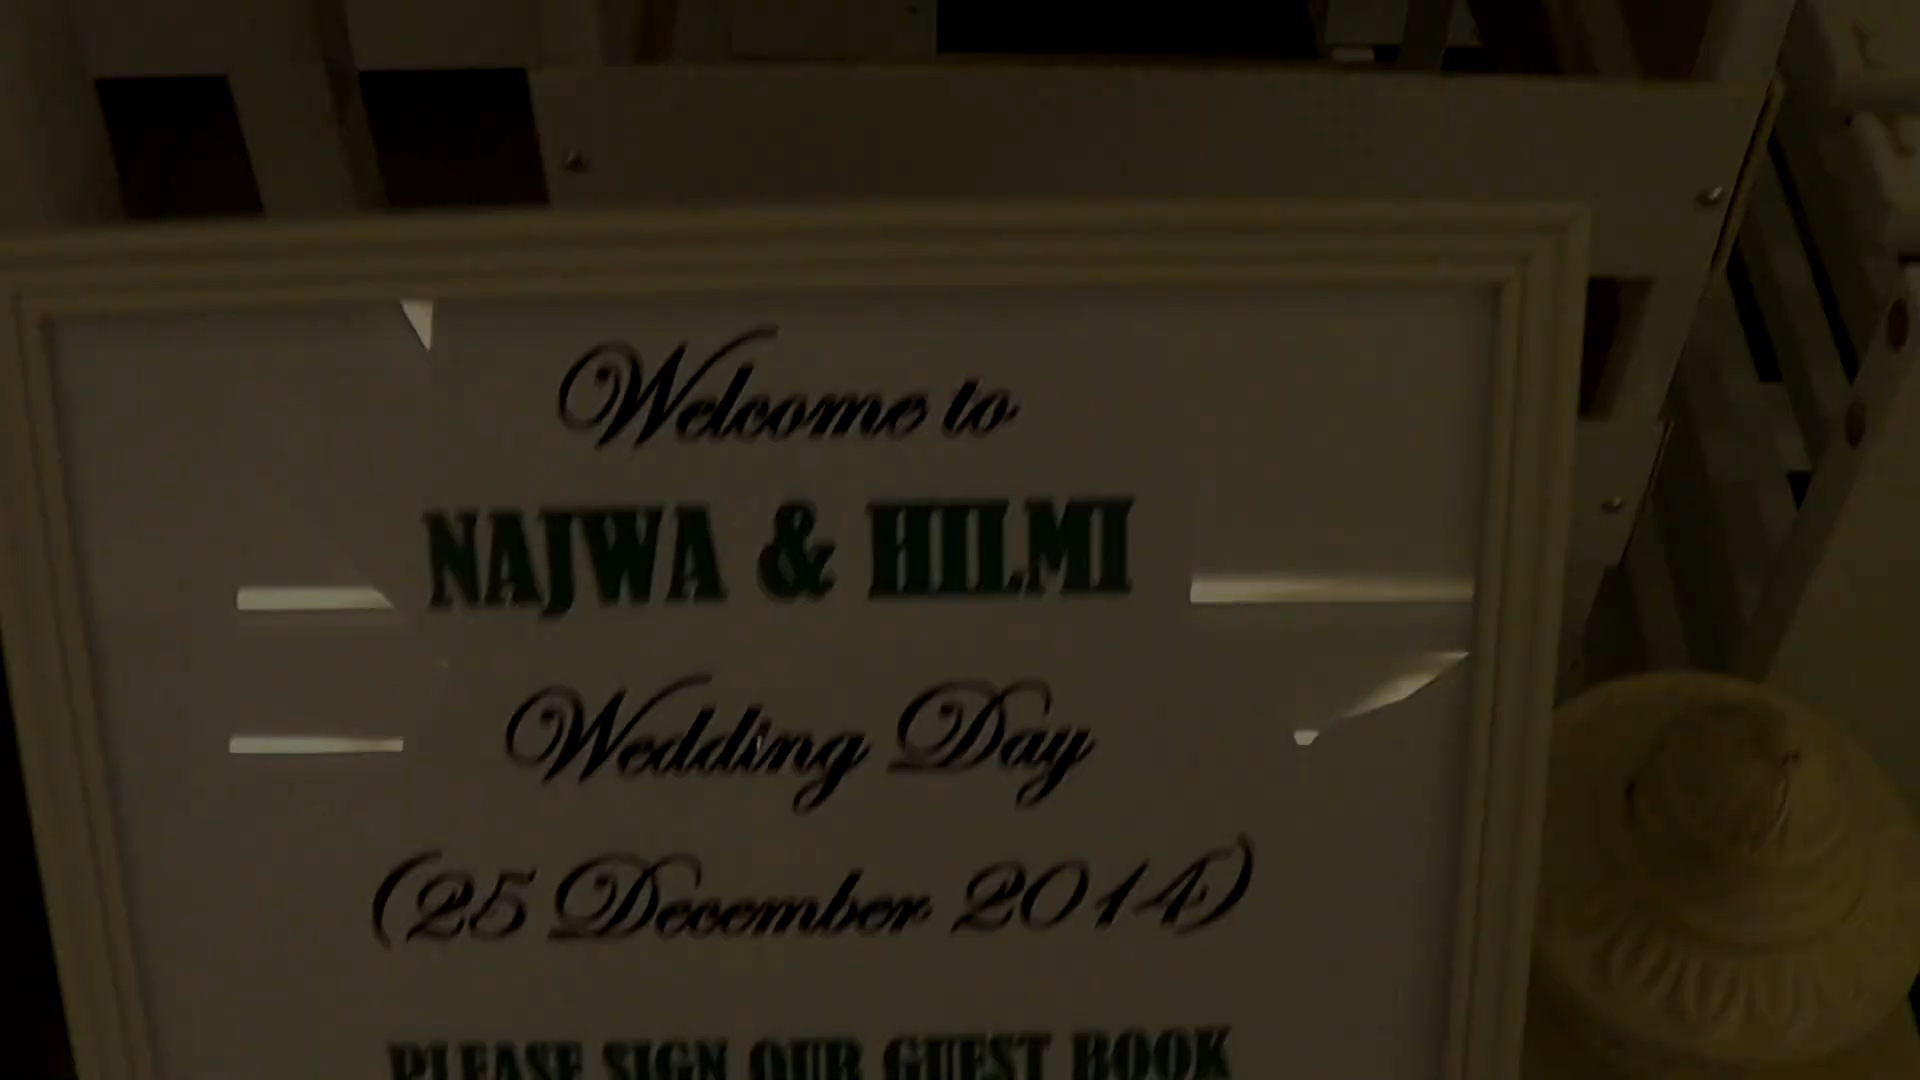 Welcome to
NAJWA & HILMI
Wedding Day
(25 December 2014)
PLEASE SIGN OUR GUEST BOOK